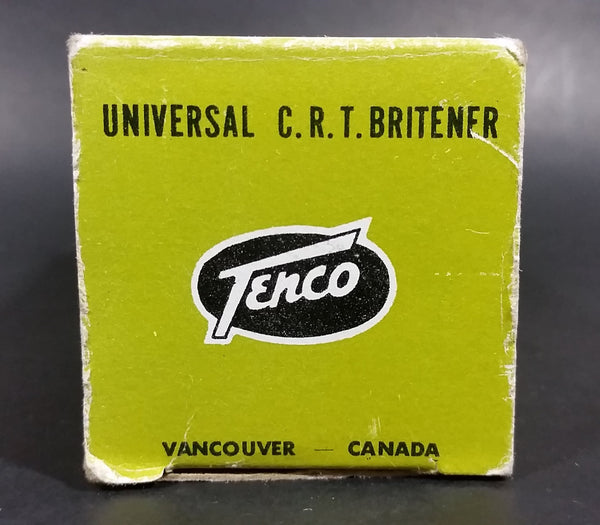 UNIVERSAL C.R.T. BRITENER
Tenco
VANCOUVER — CANADA